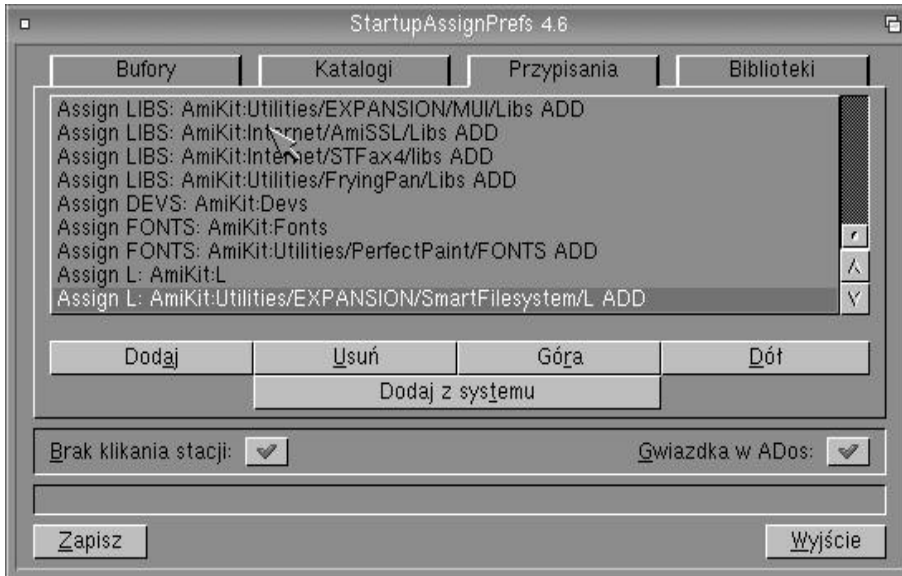 StartupAssignPrefs 4.6
Bufory Katalogi Przypisania Biblioteki
Assign LIBS: AmiKit:Utilities/EXPANSION/MUI/Libs ADD
Assign LIBS: AmiKit:Internet/AmiSSL/Libs ADD
Assign LIBS: AmiKit:Internet/STFax4/libs ADD
Assign LIBS: AmiKit:Utilities/FryingPan/Libs ADD
Assign DEVS: AmiKit:Devs
Assign FONTS: AmiKit:Fonts
Assign FONTS: AmiKit:Utilities/PerfectPaint/FONTS ADD
Assign L: AmiKit:L
Assign L: AmiKit:Utilities/EXPANSION/SmartFilesystem/L ADD
Dodaj Usuń Góra Dół
Dodaj z systemu
Brak klikania stacji: Gwiazdka w ADos:
Zapisz Wyjście